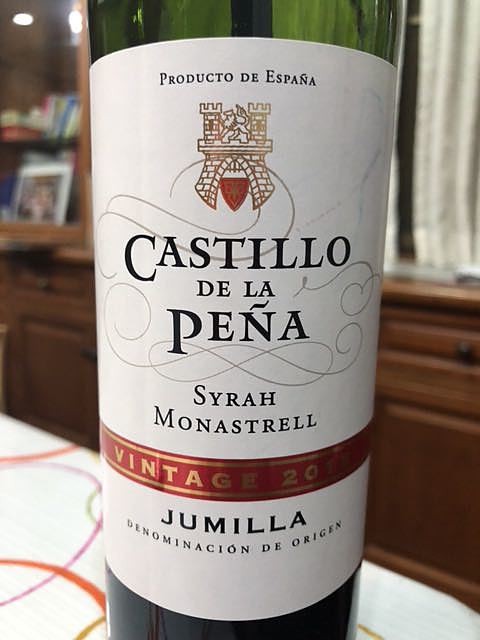 PRODUCTO DE ESPAÑA
CASTILLO
DE LA
PEÑA
SYRAH
MONASTRELL
VINTAGE
JUMILLA
DENOMINACIÓN DE ORIGEN